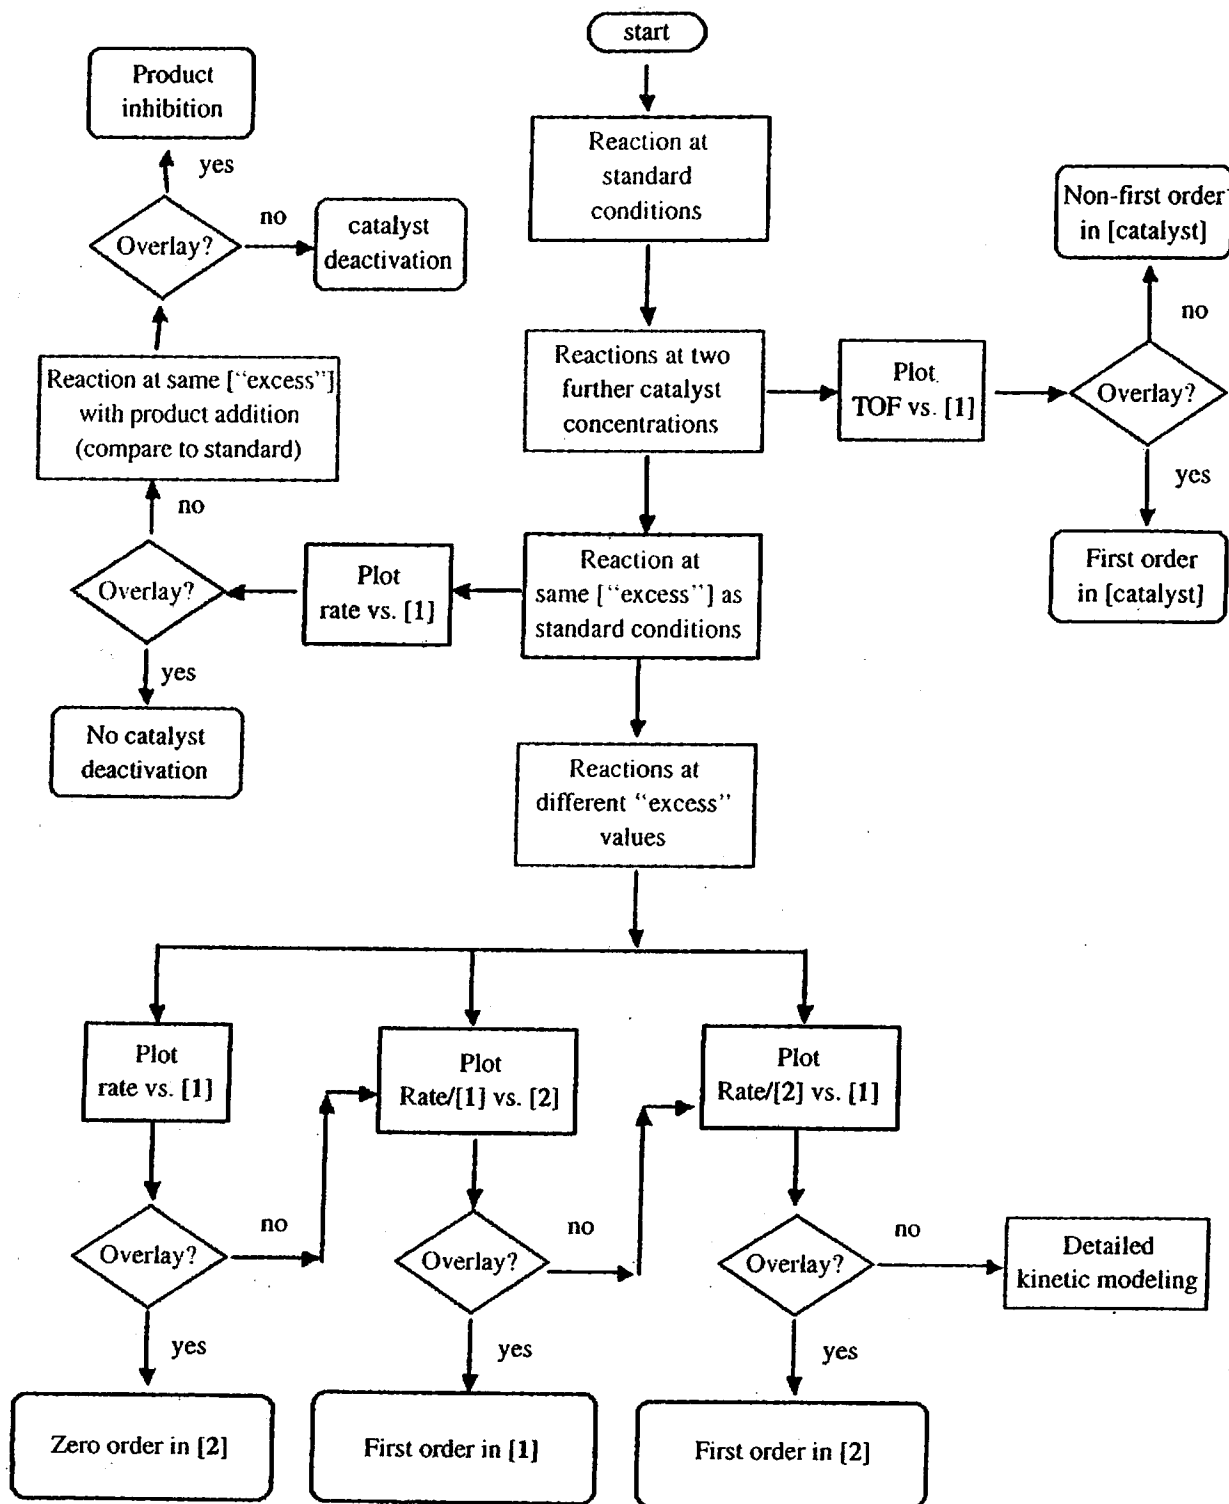 start
Product
inhibition
Reaction at
standard
conditions
yes
Non-first order
in [catalyst]
no
catalyst
deactivation
Overlay?
no
Reaction at same [“excess”]
with product addition
(compare to standard)
Reactions at two
further catalyst
concentrations
Plot
TOF vs. [1]
Overlay?
yes
no
Overlay?
Plot
rate vs. [1]
Reaction at
same [“excess”] as
standard conditions
First order
in [catalyst]
yes
No catalyst
deactivation
Reactions at
different “excess”
values
Plot
rate vs. [1]
Plot
Rate/[1] vs. [2]
Plot
Rate/[2] vs. [1]
Overlay?
no
Overlay?
no
Overlay?
no
Detailed
kinetic modeling
yes
yes
yes
Zero order in [2]
First order in [1]
First order in [2]